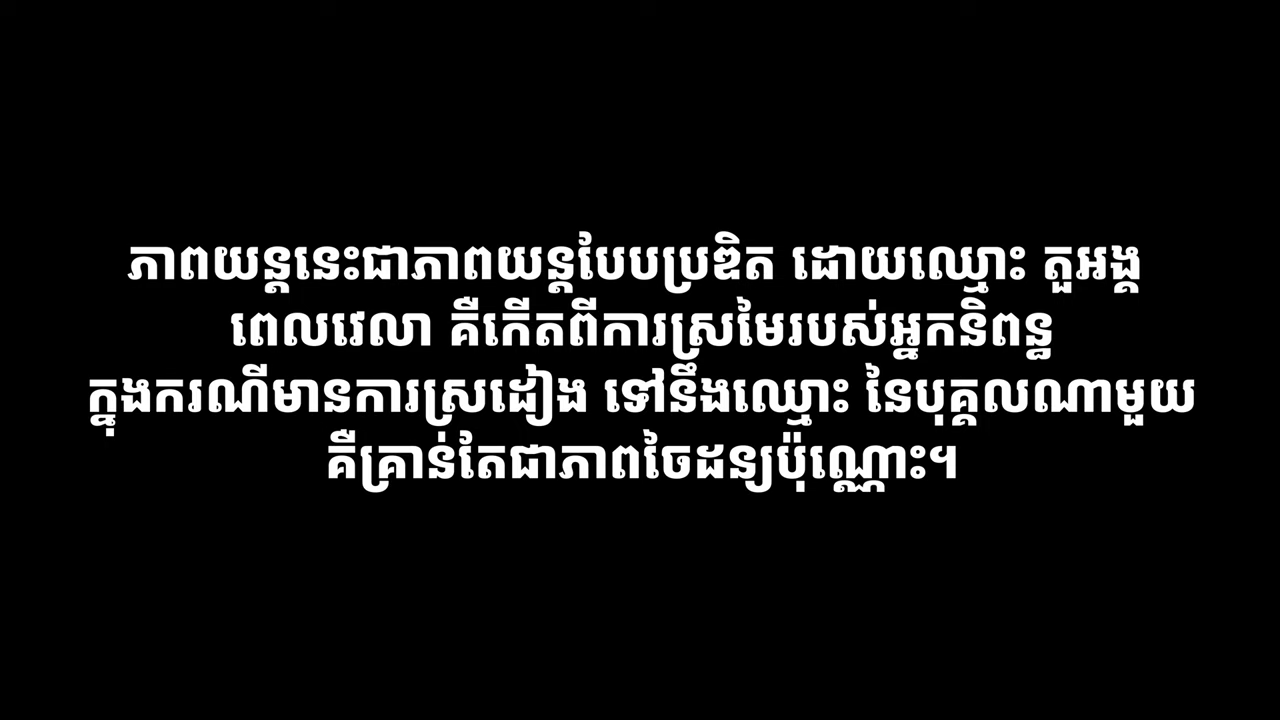 ភាពយន្តនេះជាភាពយន្តបែបប្រឌិត ដោយឈ្មោះ តួអង្គ
ពេលវេលា គឺកើតពីការស្រមៃរបស់អ្នកនិពន្ធ
ក្នុងករណីមានការស្រដៀង ទៅនឹងឈ្មោះ នៃបុគ្គលណាមួយ
គឺគ្រាន់តែជាភាពចៃដន្យប៉ុណ្ណោះ។